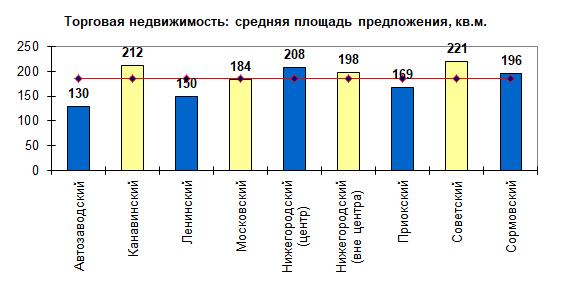 Торговая недвижимость: средняя площадь предложения, кв.м.
250
200
150
100
50
0
130
212
150
184
208
198
169
221
196
Автозаводский
Канавинский
Ленинский
Московский
Нижегородский
(центр)
Нижегородский
(вне центра)
Приокский
Советский
Сормовский